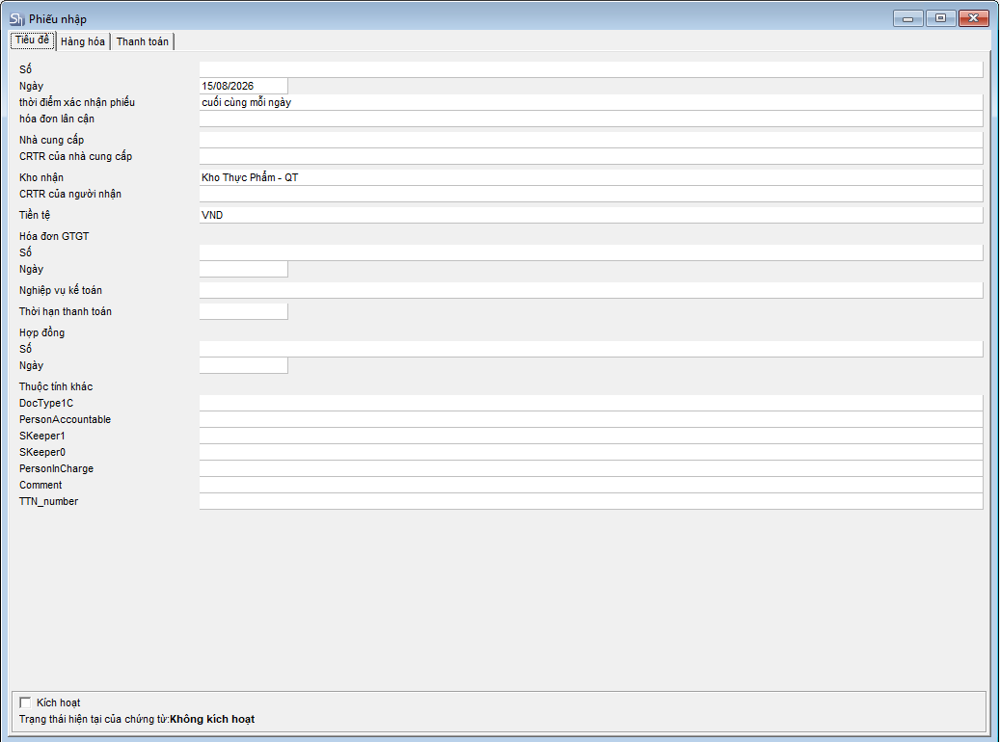 Sh Phiếu nhập
Tiêu đề Hàng hóa Thanh toán
Số
Ngày 15/08/2026
thời điểm xác nhận phiếu cuối cùng mỗi ngày
hóa đơn lân cận
Nhà cung cấp
CRTR của nhà cung cấp
Kho nhận Kho Thực Phẩm - QT
CRTR của người nhận
Tiền tệ VND
Hóa đơn GTGT
Số
Ngày
Nghiệp vụ kế toán
Thời hạn thanh toán
Hợp đồng
Số
Ngày
Thuộc tính khác
DocType1C
PersonAccountable
SKeeper1
SKeeper0
PersonInCharge
Comment
TTN_number
Kích hoạt
Trạng thái hiện tại của chứng từ:Không kích hoạt